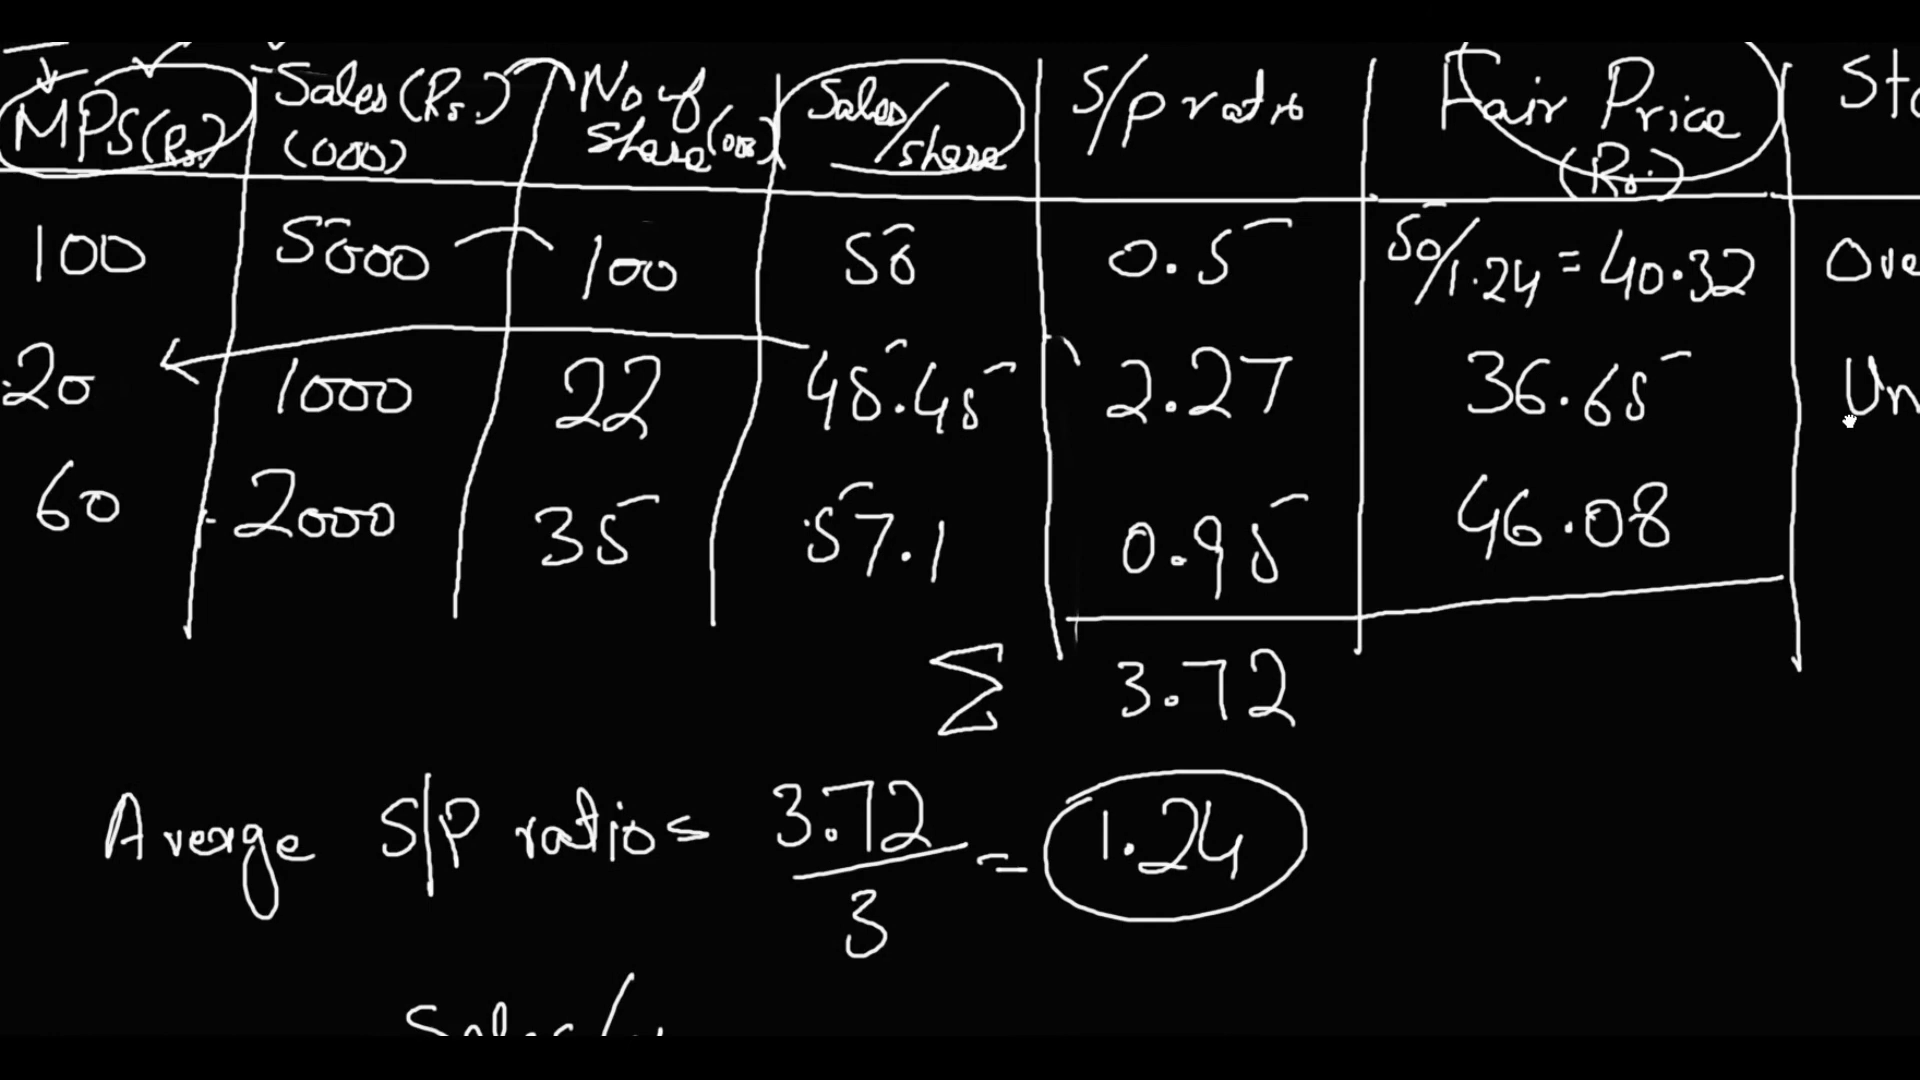 MPS(Rs.) Sales(Rs.) (000) No of Share(000) Sales/share S/P ratio Fair Price (Rs.)
100 5000 100 50 0.5 50/1.24 = 40.32 Ove
20 1000 22 45.45 2.27 36.65 Un
60 2000 35 57.1 0.95 46.08
Σ 3.72
Average S/P ratio = 3.72/3 = 1.24
Sales/